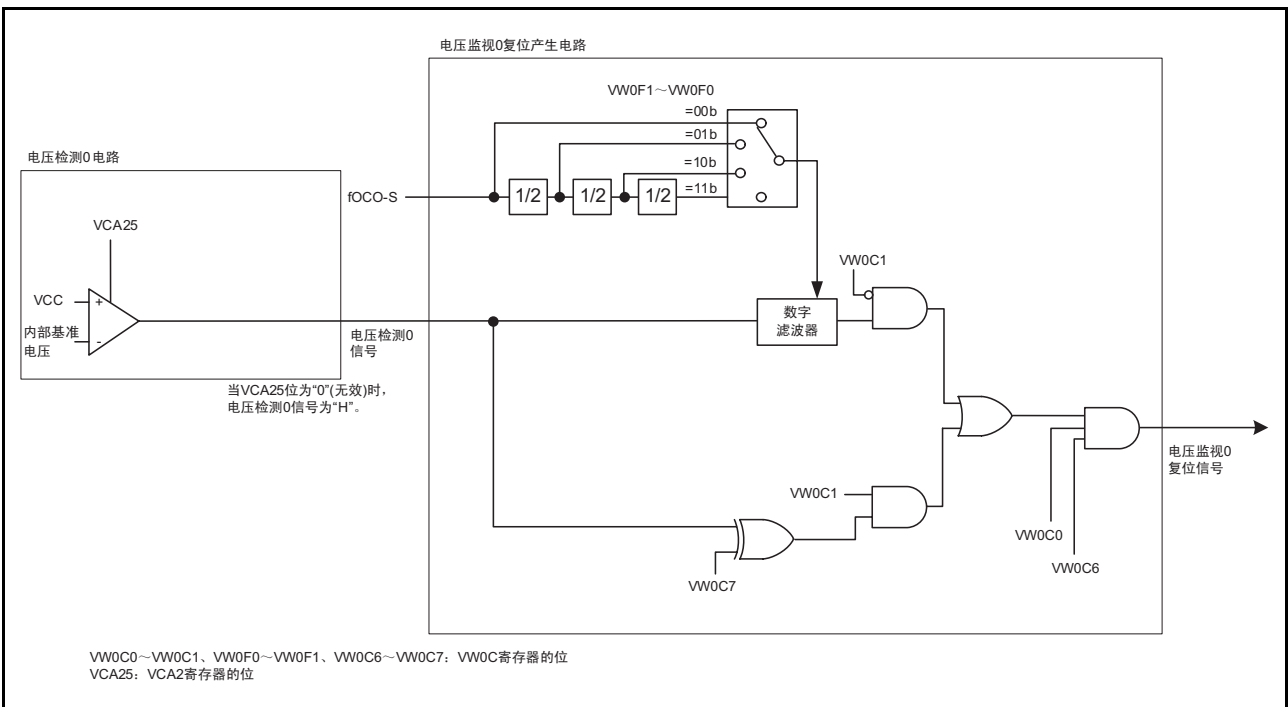 电压监视0复位产生电路
VW0F1～VW0F0
=00b
=01b
=10b
=11b
电压检测0电路
fOCO-S
1/2
1/2
1/2
VCA25
VCC
+
内部基准
电压
-
电压检测0
信号
当VCA25位为“0”(无效)时，
电压检测0信号为“H”。
数字
滤波器
VW0C1
VW0C1
VW0C7
VW0C0
VW0C6
电压监视0
复位信号
VW0C0～VW0C1、VW0F0～VW0F1、VW0C6～VW0C7：VW0C寄存器的位
VCA25：VCA2寄存器的位